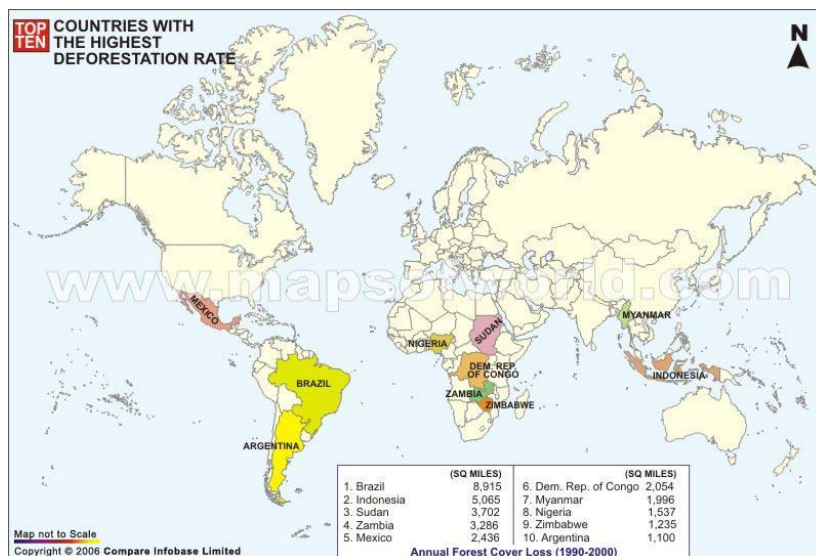 TOP
TEN
COUNTRIES WITH
THE HIGHEST
DEFORESTATION RATE
N
www.mapsofworld.com
MEXICO
MYANMAR
SUDAN
NIGERIA
DEM. REP.
OF CONGO
INDONESIA
BRAZIL
ZAMBIA
ZIMBABWE
ARGENTINA
(SQ MILES)
1. Brazil 8,915
2. Indonesia 5,065
3. Sudan 3,702
4. Zambia 3,286
5. Mexico 2,436
(SQ MILES)
6. Dem. Rep. of Congo 2,054
7. Myanmar 1,996
8. Nigeria 1,537
9. Zimbabwe 1,235
10. Argentina 1,100
Annual Forest Cover Loss (1990-2000)
Map not to Scale
Copyright © 2006 Compare Infobase Limited